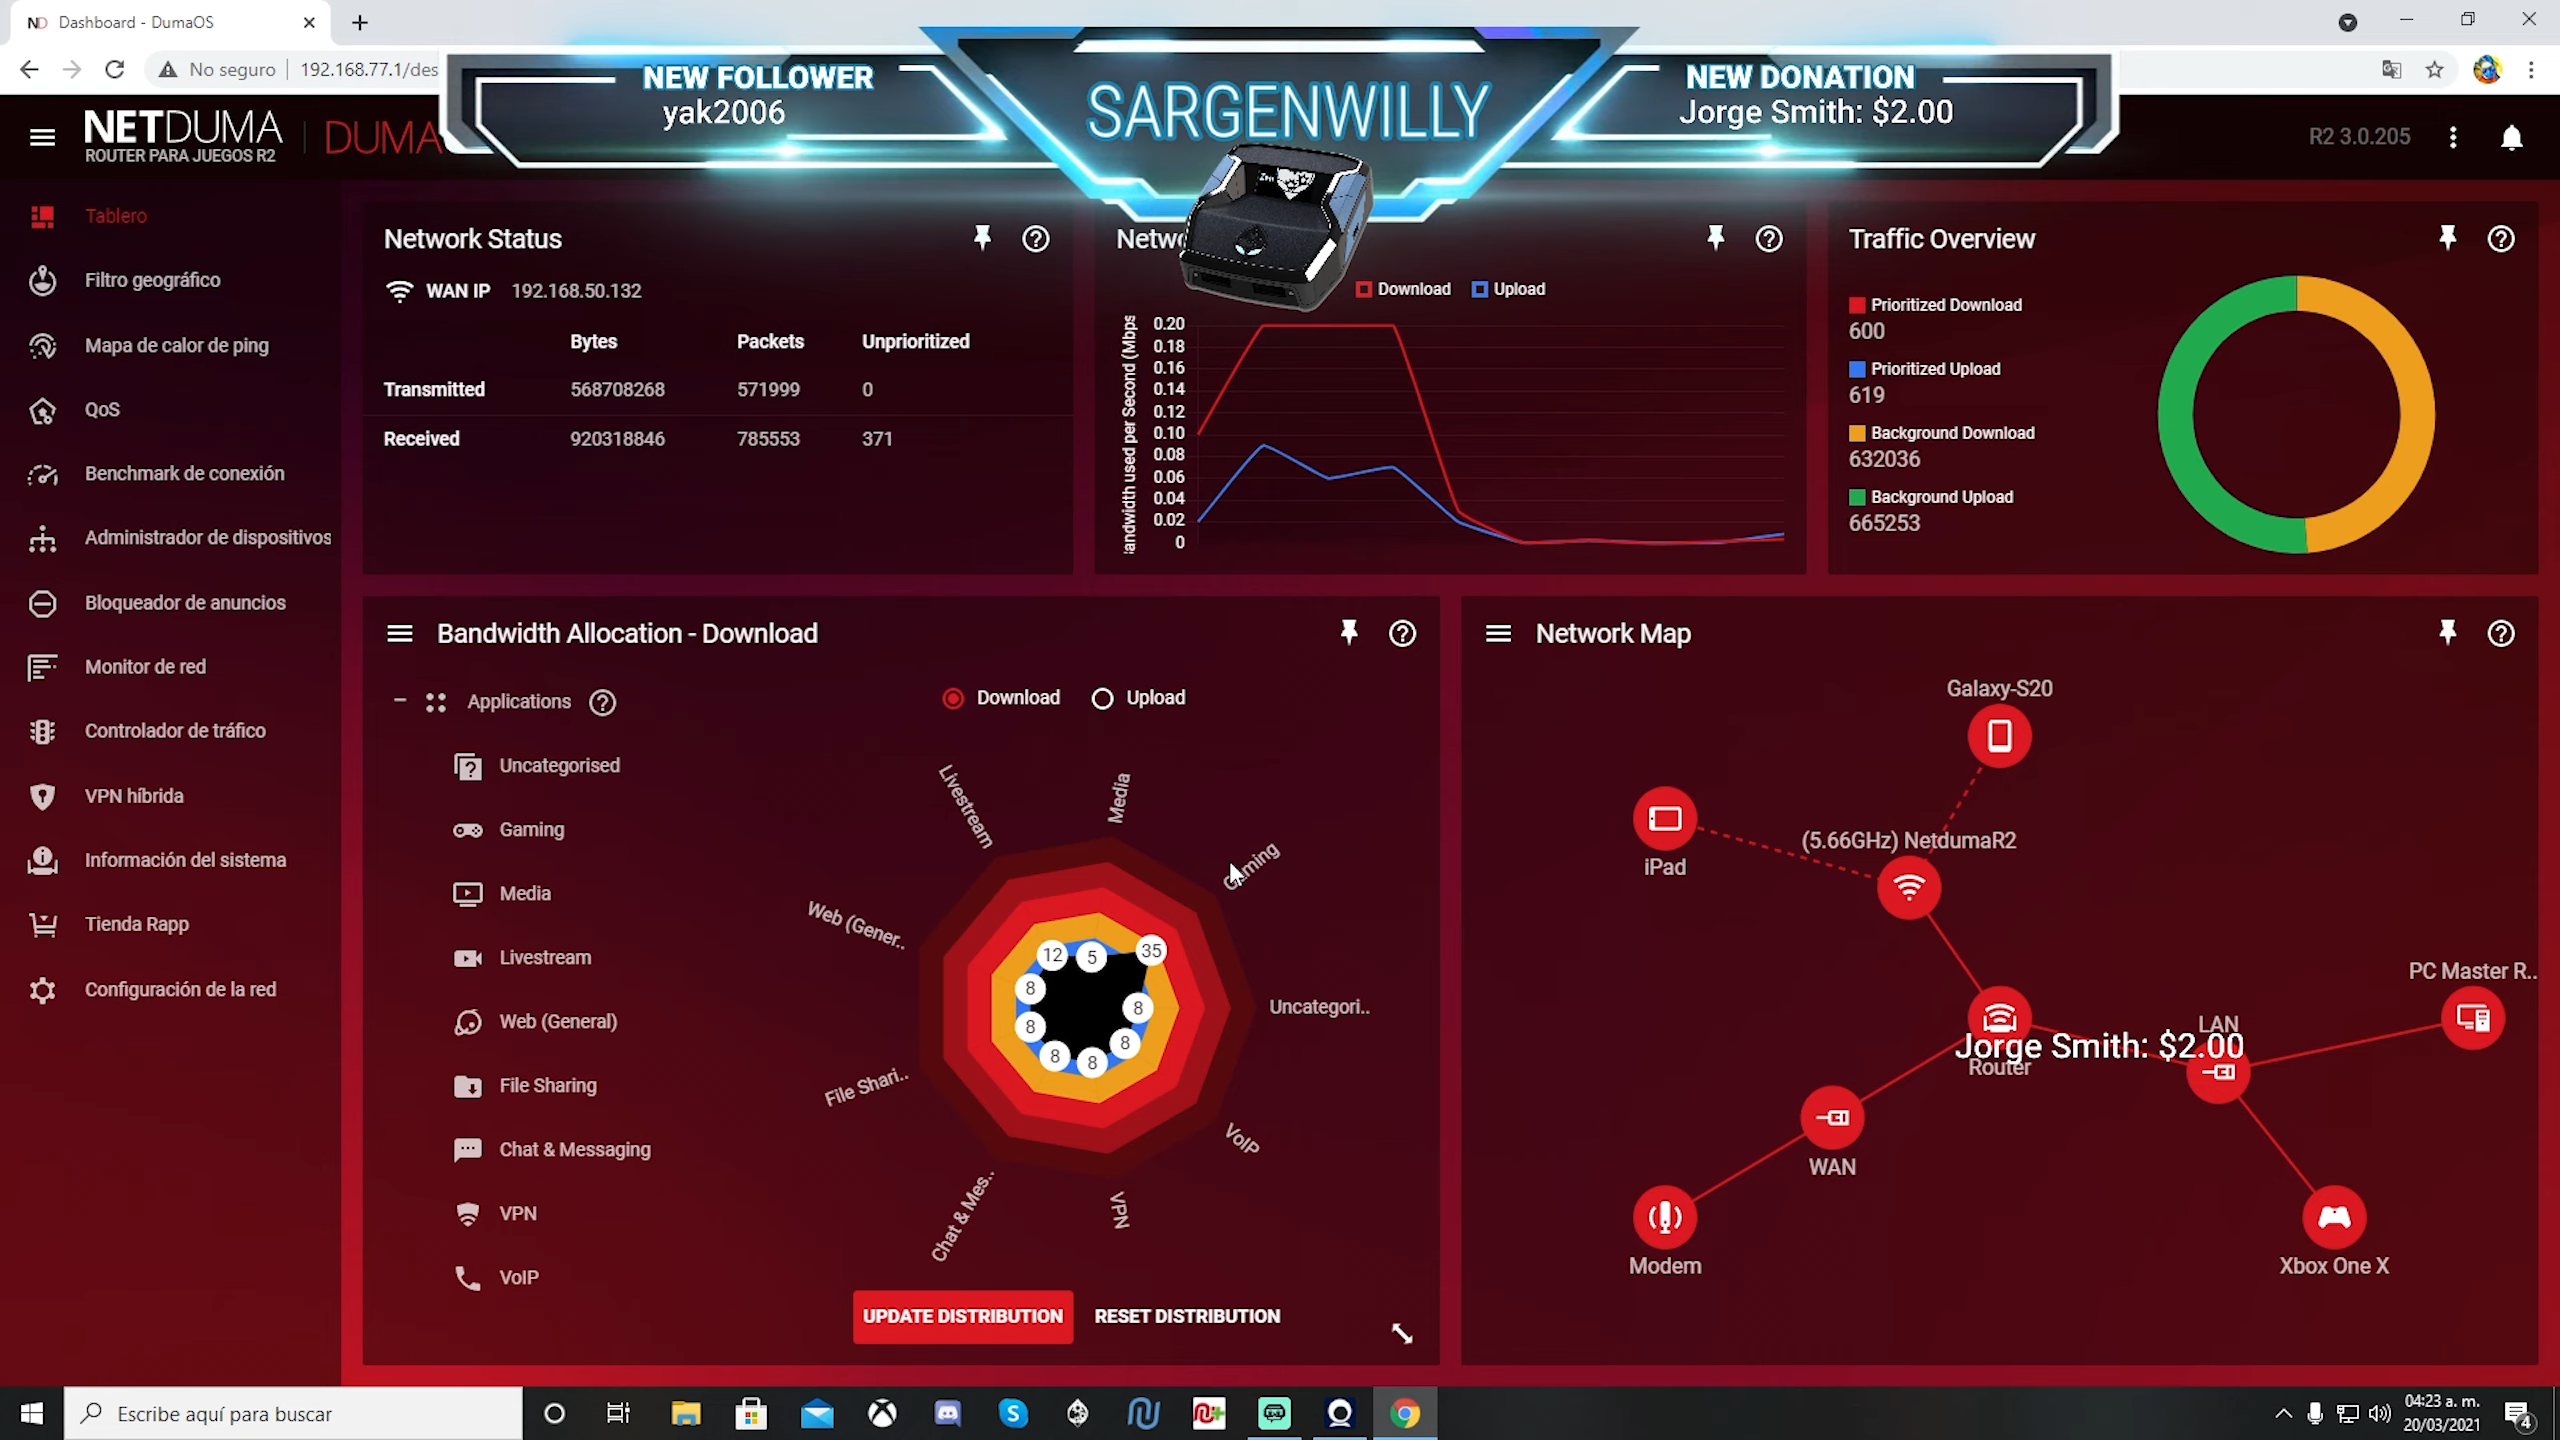 ND Dashboard - DumaOS
No seguro
192.168.77.1/des
NEW FOLLOWER
yak2006
SARGENWILLY
NEW DONATION
Jorge Smith: $2.00
NETDUMA
ROUTER PARA JUEGOS R2
DUMA
R2 3.0.205
Tablero
Filtro geográfico
Mapa de calor de ping
QoS
Benchmark de conexión
Administrador de dispositivos
Bloqueador de anuncios
Monitor de red
Controlador de tráfico
VPN híbrida
Información del sistema
Tienda Rapp
Configuración de la red
Network Status
WAN IP 192.168.50.132
Bytes Packets Unprioritized
Transmitted 568708268 571999 0
Received 920318846 785553 371
Netw
Download Upload
andwidth used per Second (Mbps
0.20
0.18
0.16
0.14
0.12
0.10
0.08
0.06
0.04
0.02
0
Traffic Overview
Prioritized Download
600
Prioritized Upload
619
Background Download
632036
Background Upload
665253
Bandwidth Allocation - Download
Applications
Download Upload
Uncategorised
Gaming
Media
Livestream
Web (General)
File Sharing
Chat & Messaging
VPN
VoIP
Livestream
Media
Gaming
Web (Gener..
Uncategori..
File Shari..
VoIP
Chat & Mes..
VPN
12
5
35
8
8
8
8
8
8
UPDATE DISTRIBUTION
RESET DISTRIBUTION
Network Map
Galaxy-S20
iPad
(5.66GHz) NetdumaR2
PC Master R..
LAN
Jorge Smith: $2.00
Router
WAN
Modem
Xbox One X
Escribe aquí para buscar
04:23 a. m.
20/03/2021
4